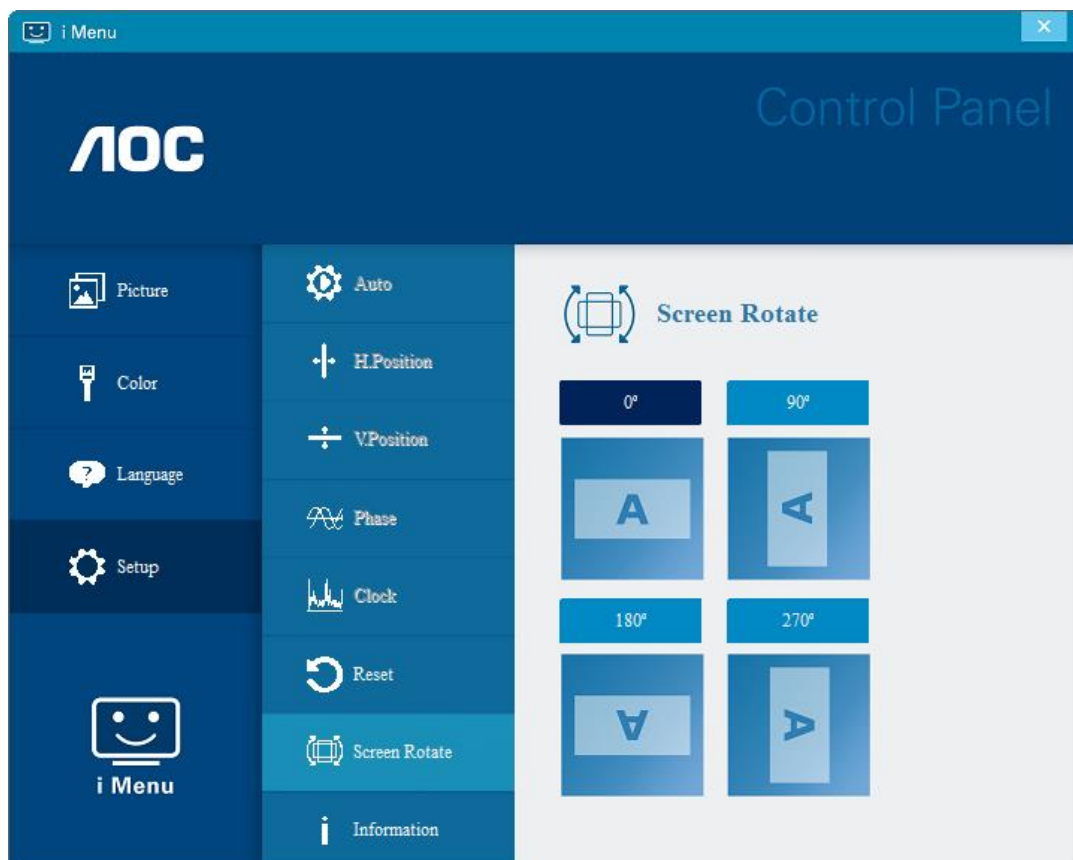 i Menu
×
AOC
Control Panel
Picture
Color
Language
Setup
i Menu
Auto
H.Position
V.Position
Phase
Clock
Reset
Screen Rotate
Information
Screen Rotate
0° 90°
A A
180° 270°
A A